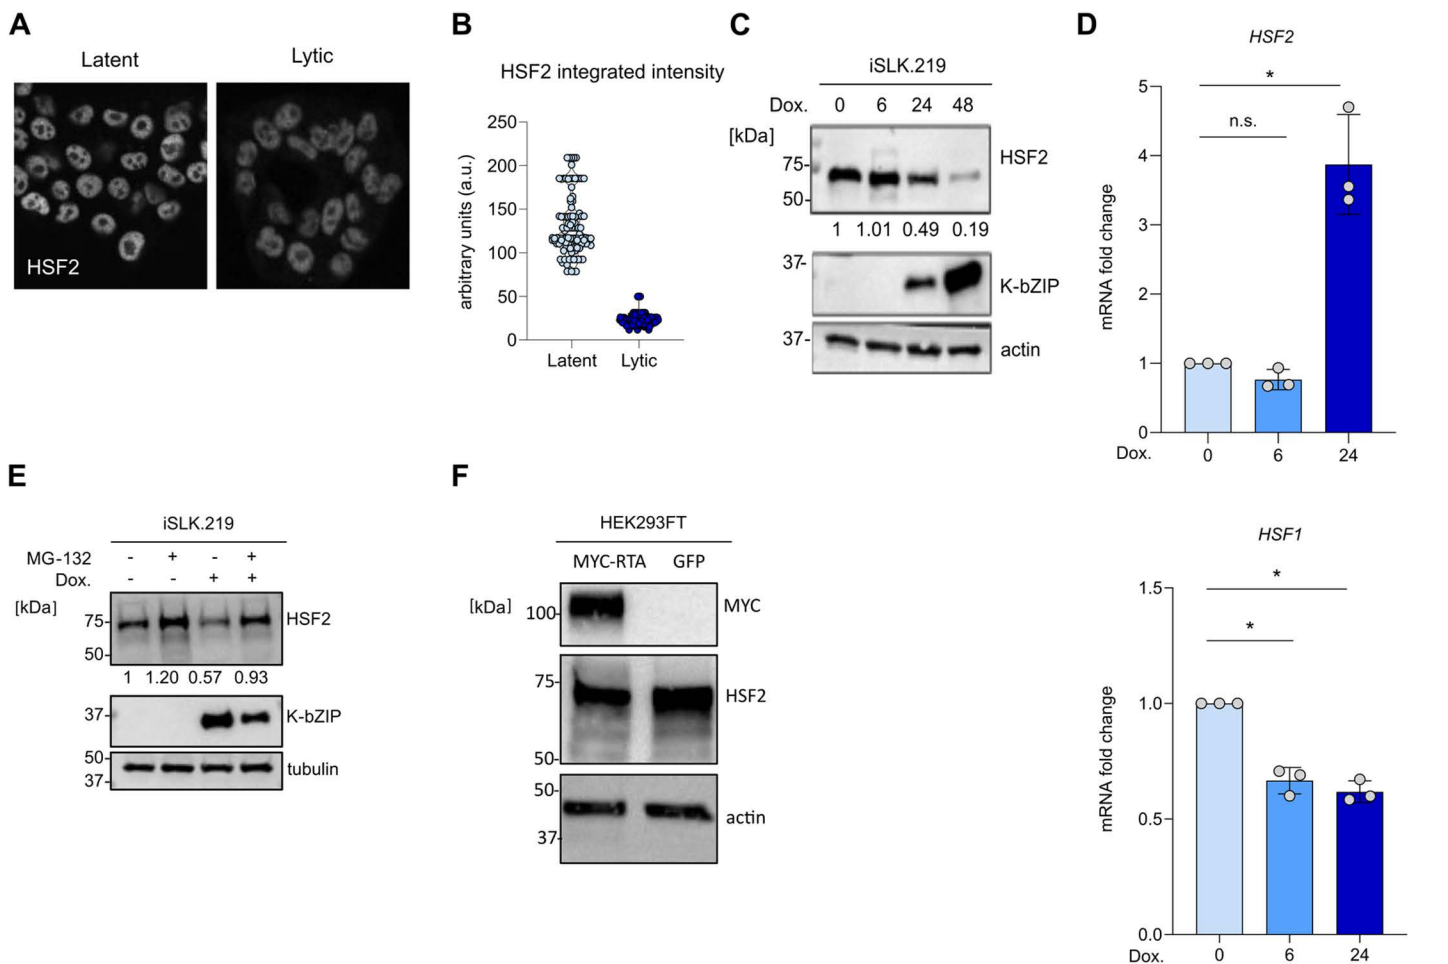 A
Latent
Lytic
HSF2
B
HSF2 integrated intensity
arbitrary units (a.u.)
250
200
150
100
50
0
Latent
Lytic
C
iSLK.219
Dox. 0 6 24 48
[kDa]
75-
50-
HSF2
1 1.01 0.49 0.19
37-
K-bZIP
37-
actin
D
HSF2
*
n.s.
mRNA fold change
5
4
3
2
1
0
Dox. 0 6 24
HSF1
*
*
mRNA fold change
1.5
1.0
0.5
0.0
Dox. 0 6 24
E
iSLK.219
MG-132 - + - +
Dox. - - + +
[kDa]
75-
50-
HSF2
1 1.20 0.57 0.93
37-
K-bZIP
50-
37-
tubulin
F
HEK293FT
MYC-RTA GFP
[kDa]
100-
MYC
75-
HSF2
50-
50-
actin
37-